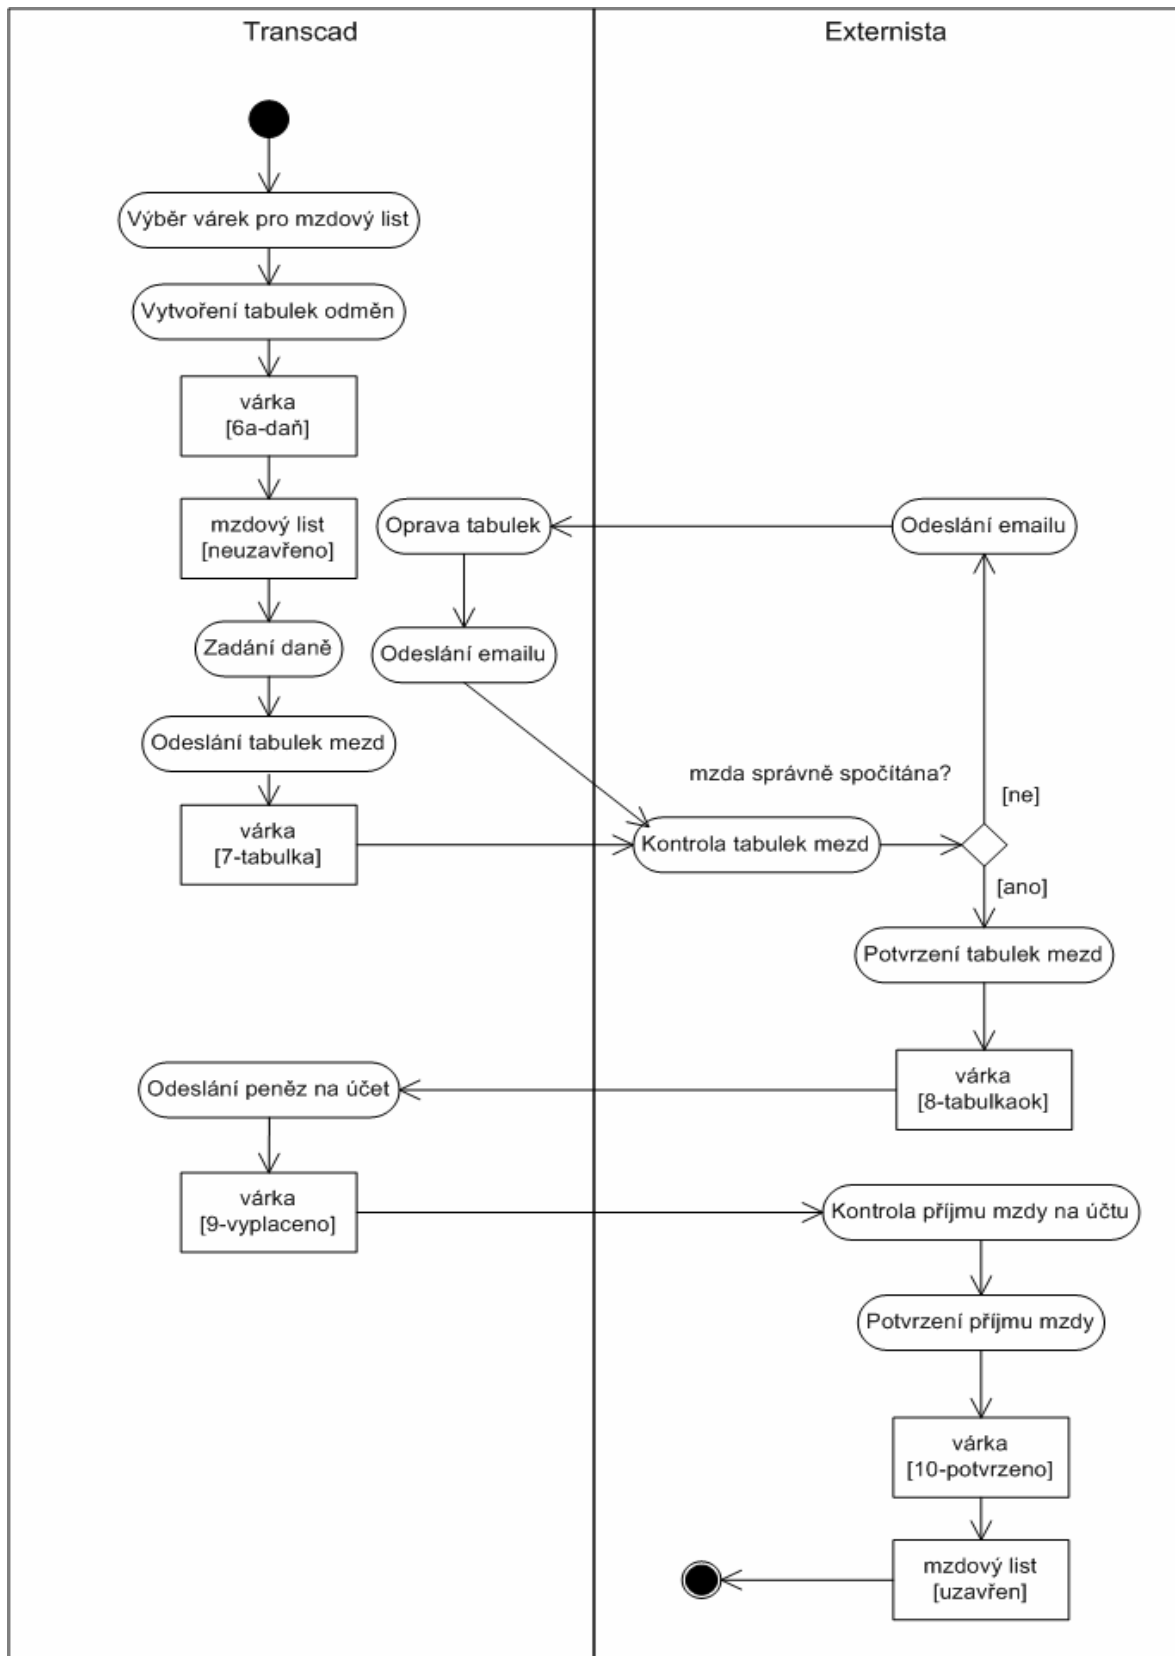 Transcad
Externista
Výběr várek pro mzdový list
Vytvoření tabulek odměn
várka
[6a-daň]
mzdový list
[neuzavřeno]
Oprava tabulek
Odeslání emailu
Zadání daně
Odeslání emailu
Odeslání tabulek mezd
mzda správně spočítána?
[ne]
várka
[7-tabulka]
Kontrola tabulek mezd
[ano]
Potvrzení tabulek mezd
várka
[8-tabulkaok]
Odeslání peněz na účet
várka
[9-vyplaceno]
Kontrola příjmu mzdy na účtu
Potvrzení příjmu mzdy
várka
[10-potvrzeno]
mzdový list
[uzavřen]